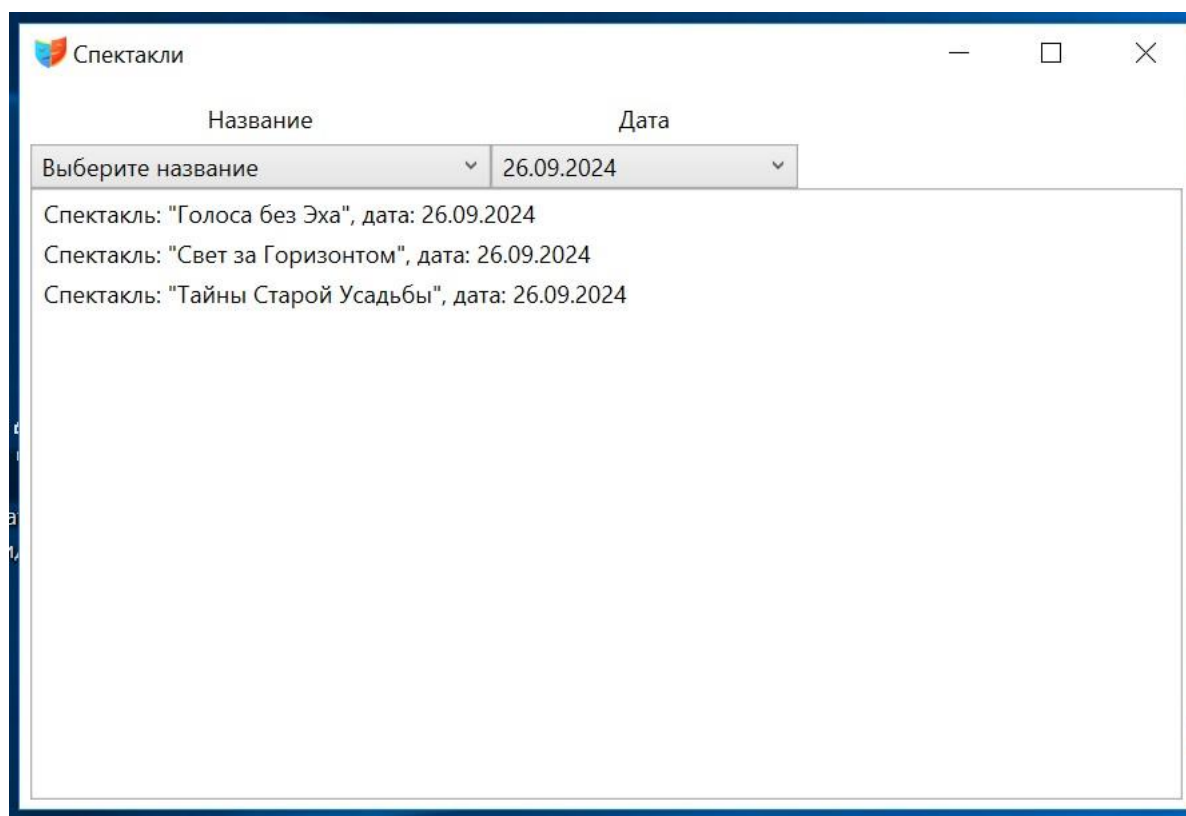 Спектакли
Название Дата
Выберите название 26.09.2024
Спектакль: "Голоса без Эха", дата: 26.09.2024
Спектакль: "Свет за Горизонтом", дата: 26.09.2024
Спектакль: "Тайны Старой Усадьбы", дата: 26.09.2024